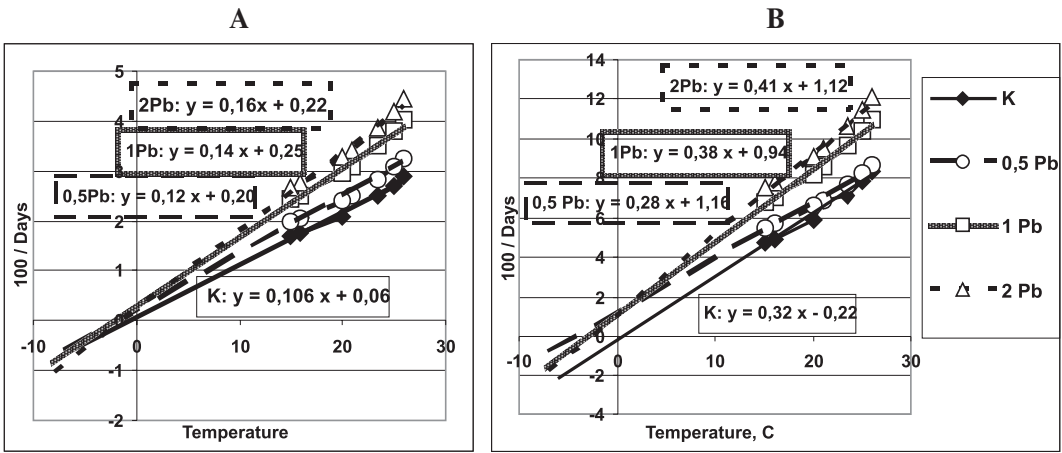 A
5
4
3
2
1
-1
-2
-10
0
10
20
30
100 / Days
Temperature
2Pb: y = 0,16x + 0,22
1Pb: y = 0,14 x + 0,25
0,5Pb: y = 0,12 x + 0,20
K: y = 0,106 x + 0,06
B
14
12
10
8
6
4
2
0
-2
-4
-10
0
10
20
30
100 / Days
Temperature, C
2Pb: y = 0,41 x + 1,12
1Pb: y = 0,38 x + 0,94
0,5 Pb: y = 0,28 x + 1,16
K: y = 0,32 x - 0,22
K
0,5 Pb
1 Pb
2 Pb